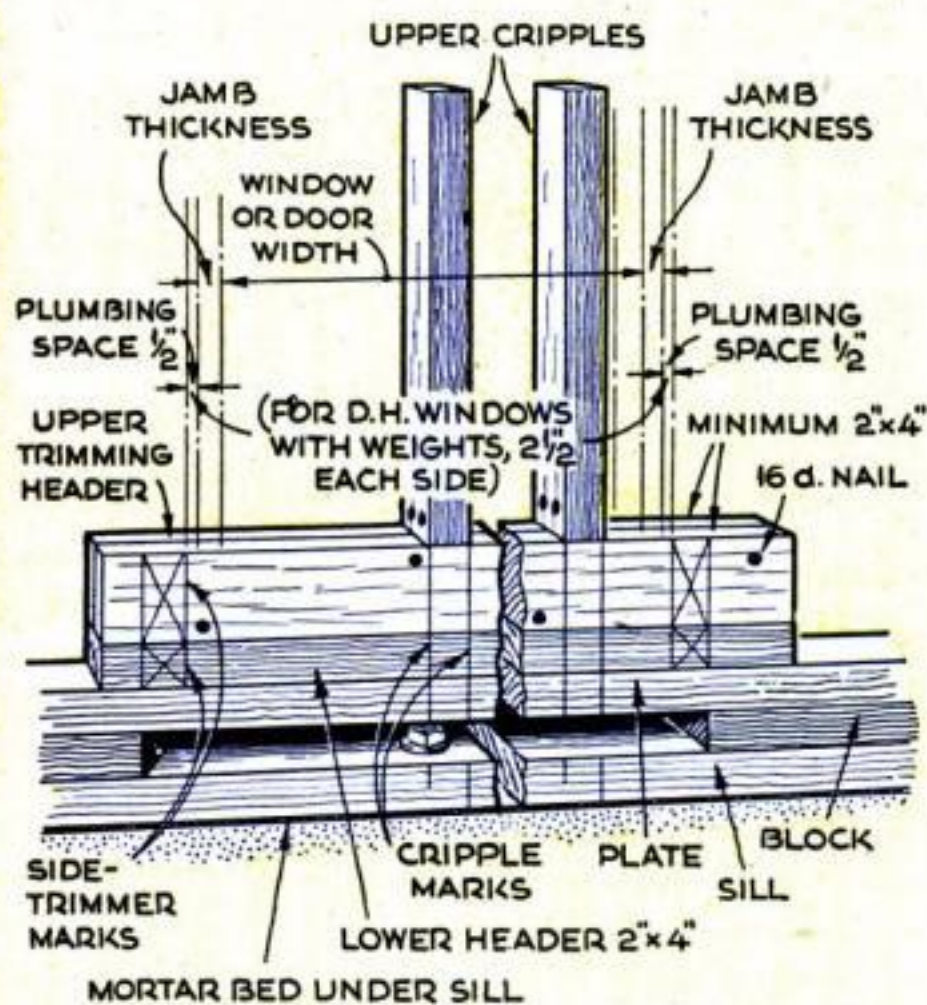 UPPER CRIPPLES
JAMB
THICKNESS
JAMB
THICKNESS
WINDOW
OR DOOR
WIDTH
PLUMBING
SPACE 1/2"
PLUMBING
SPACE 1/2"
(FOR D.H. WINDOWS
WITH WEIGHTS, 2 1/2"
EACH SIDE)
UPPER
TRIMMING
HEADER
MINIMUM 2"x4"
16 d. NAIL
SIDE-
TRIMMER
MARKS
CRIPPLE
MARKS
PLATE
BLOCK
SILL
LOWER HEADER 2"x4"
MORTAR BED UNDER SILL